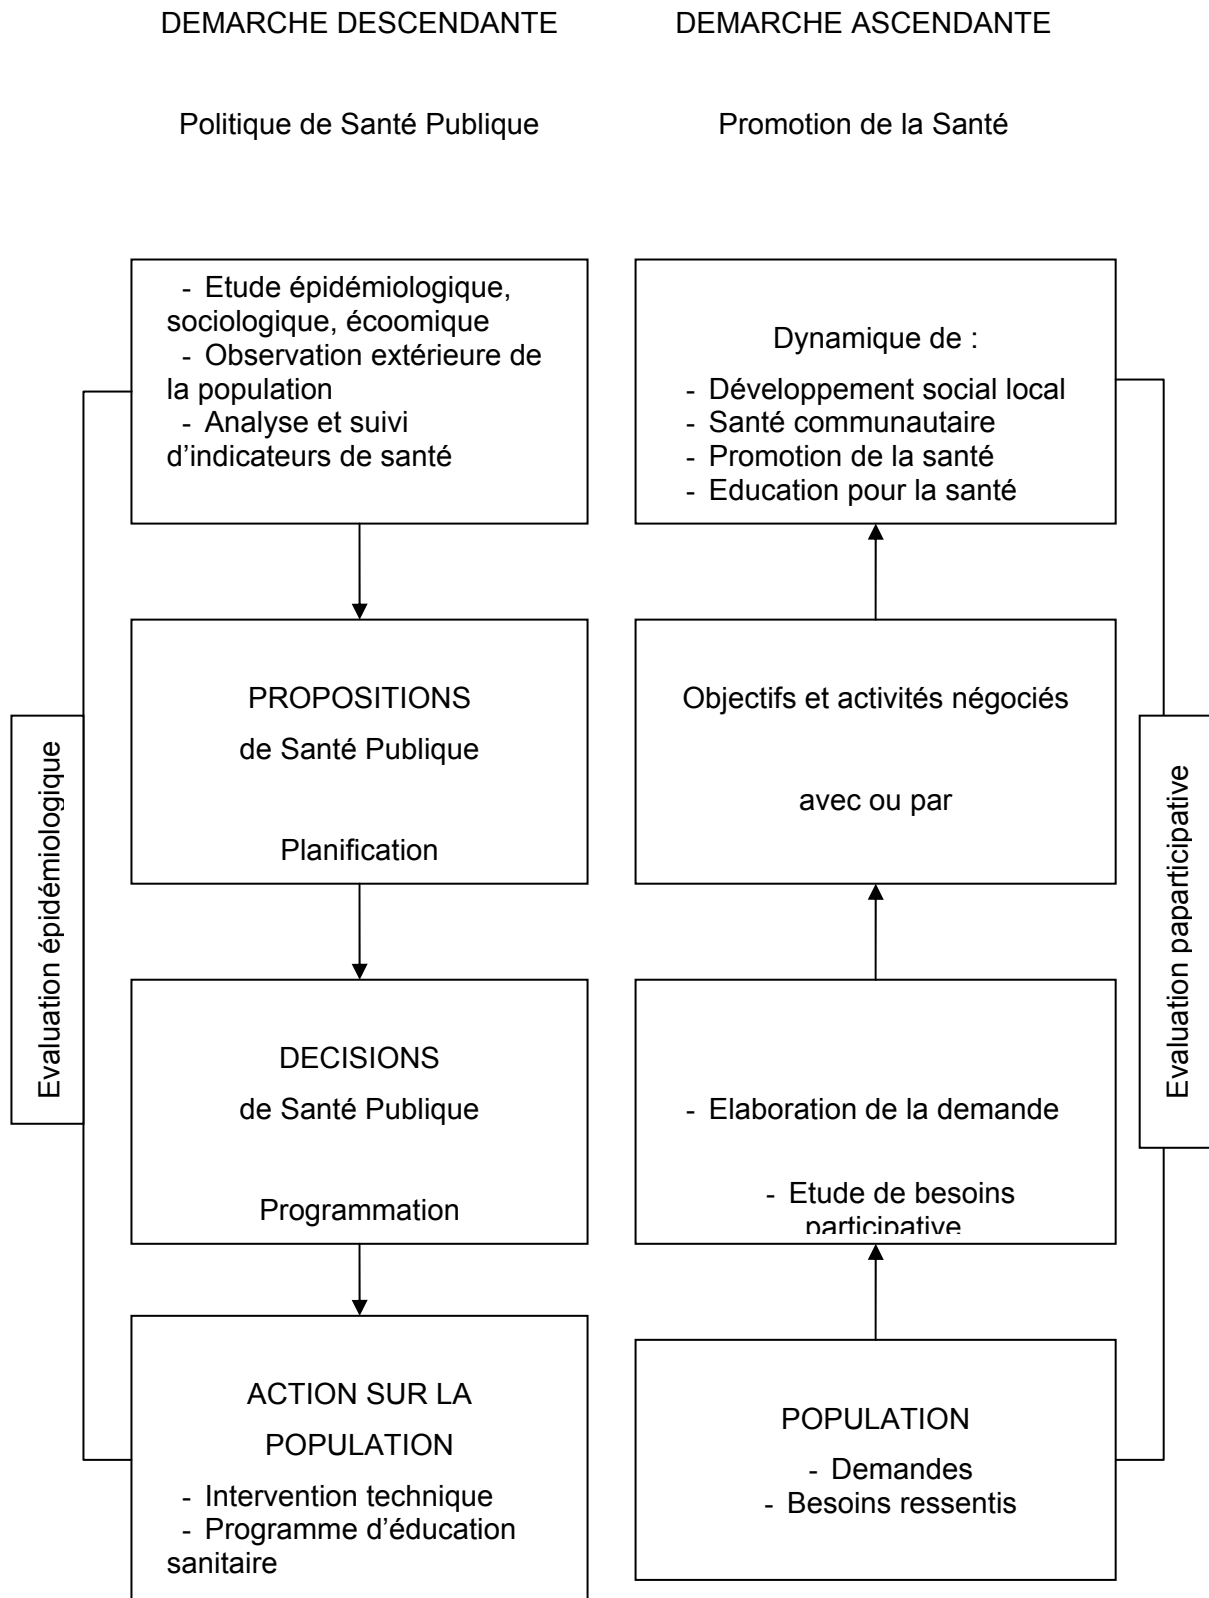 DEMARCHE DESCENDANTE
Politique de Santé Publique
- Etude épidémiologique,
sociologique, écoomique
- Observation extérieure de
la population
- Analyse et suivi
d’indicateurs de santé
PROPOSITIONS
de Santé Publique
Planification
DECISIONS
de Santé Publique
Programmation
ACTION SUR LA
POPULATION
- Intervention technique
- Programme d’éducation
sanitaire
Evaluation épidémiologique
DEMARCHE ASCENDANTE
Promotion de la Santé
Dynamique de :
- Développement social local
- Santé communautaire
- Promotion de la santé
- Education pour la santé
Objectifs et activités négociés
avec ou par
- Elaboration de la demande
- Etude de besoins
participative
POPULATION
- Demandes
- Besoins ressentis
Evaluation paparticipative